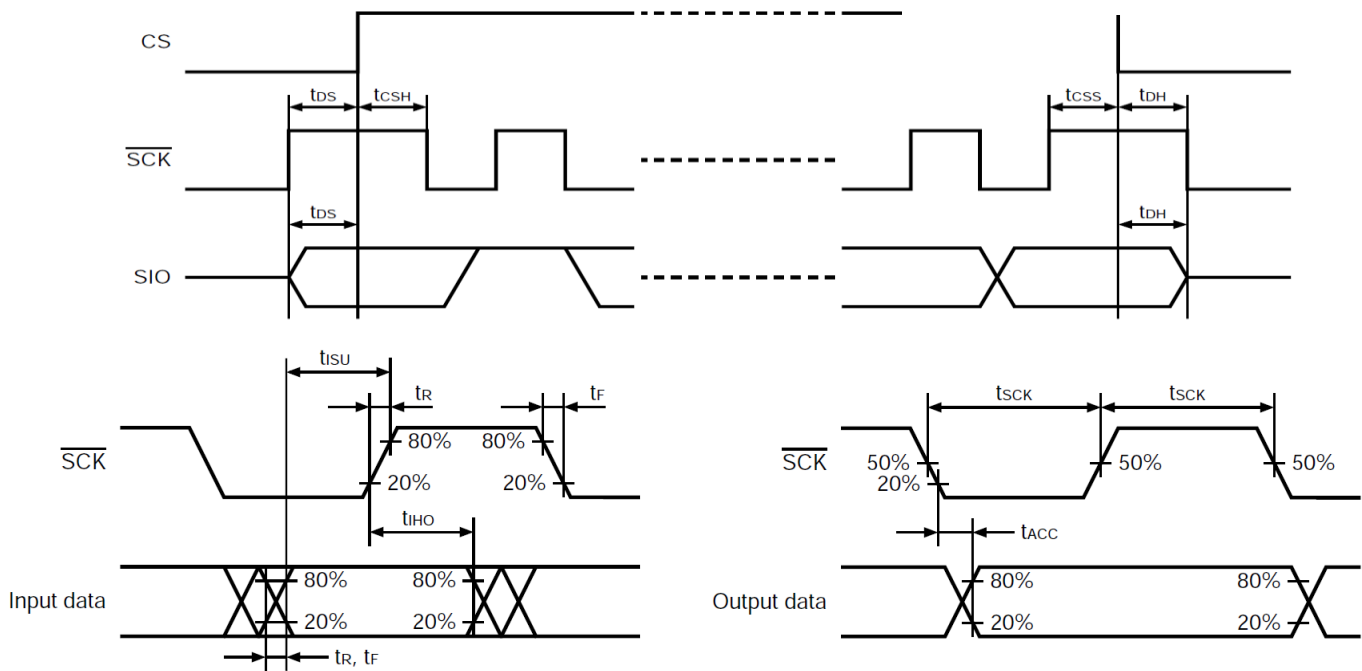 CS
tDS tCSH tCSS tDH
SCK
tDS tDH
SIO
tISU
tR tF
SCK 80% 80%
20% 20%
tIHO
Input data 80% 80%
20% 20%
tR, tF
tSCK tSCK
SCK 50% 50% 50%
20%
tACC
Output data 80% 80%
20% 20%